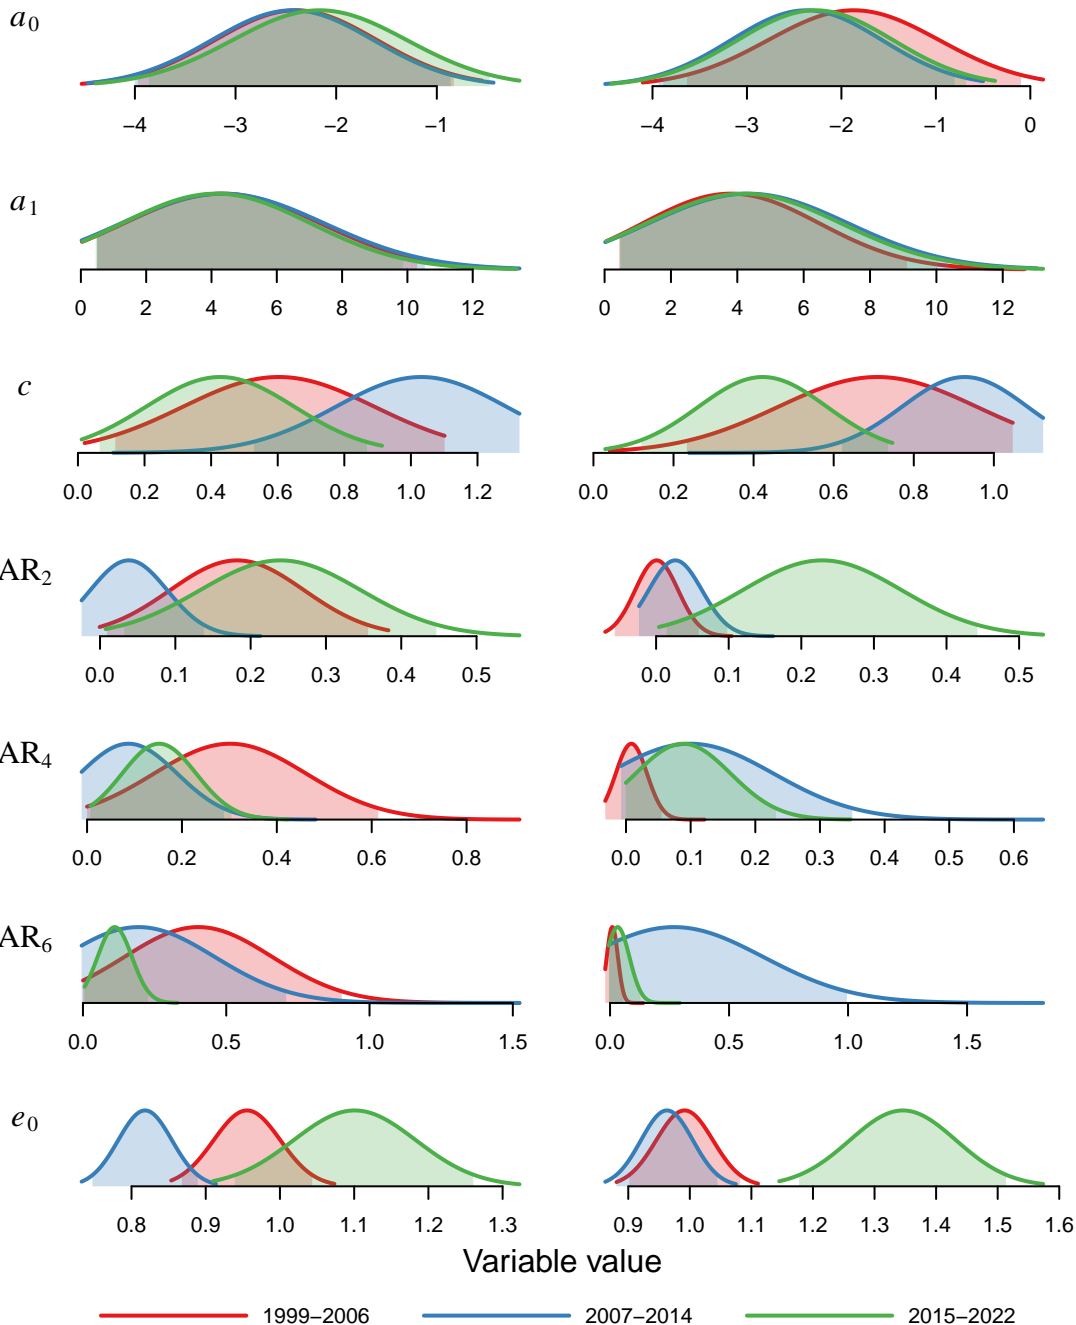 a0
−4 −3 −2 −1 −4 −3 −2 −1 0
a1
0 2 4 6 8 10 12 0 2 4 6 8 10 12
c
0.0 0.2 0.4 0.6 0.8 1.0 1.2 0.0 0.2 0.4 0.6 0.8 1.0
AR2
0.0 0.1 0.2 0.3 0.4 0.5 0.0 0.1 0.2 0.3 0.4 0.5
AR4
0.0 0.2 0.4 0.6 0.8 0.0 0.1 0.2 0.3 0.4 0.5 0.6
AR6
0.0 0.5 1.0 1.5 0.0 0.5 1.0 1.5
e0
0.8 0.9 1.0 1.1 1.2 1.3 0.9 1.0 1.1 1.2 1.3 1.4 1.5 1.6
Variable value
1999−2006 2007−2014 2015−2022